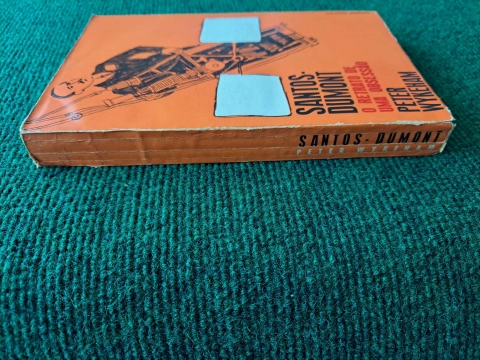 SANTOS-
DUMONT
O RETRATO DE
UMA OBSESSÃO
PETER
WYKEHAM
SANTOS-DUMONT
PETER WYKEHAM